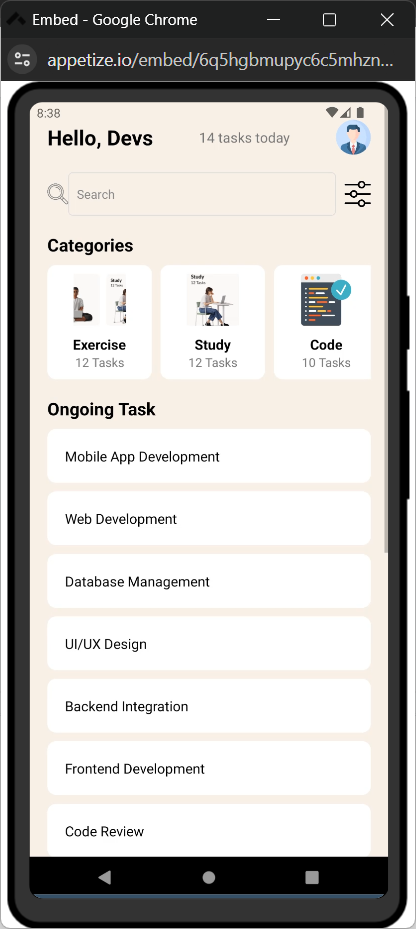 Embed - Google Chrome
appetize.io/embed/6q5hgbmupyc6c5mhzn...
8:38
Hello, Devs
14 tasks today
Search
Categories
Study
12 Tasks
Study
12 Tasks
Exercise
12 Tasks
Study
12 Tasks
Code
10 Tasks
Ongoing Task
Mobile App Development
Web Development
Database Management
UI/UX Design
Backend Integration
Frontend Development
Code Review